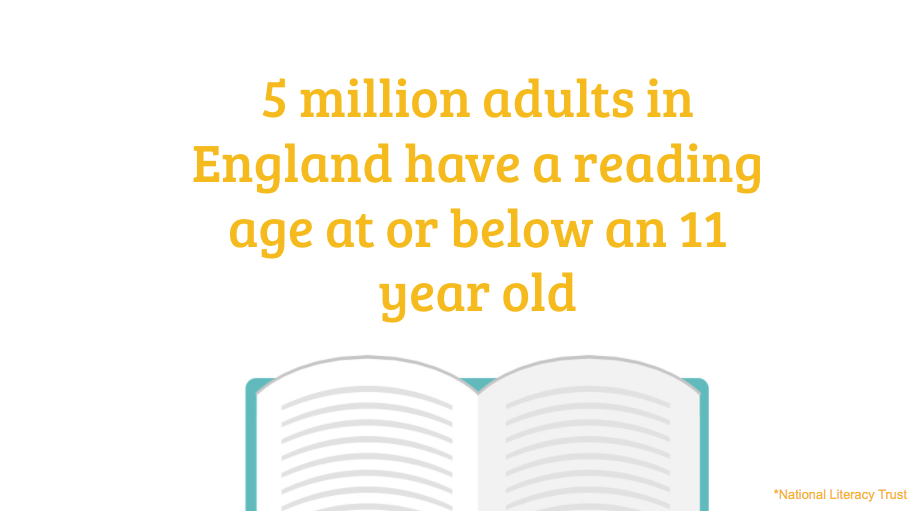 5 million adults in
England have a reading
age at or below an 11
year old
*National Literacy Trust